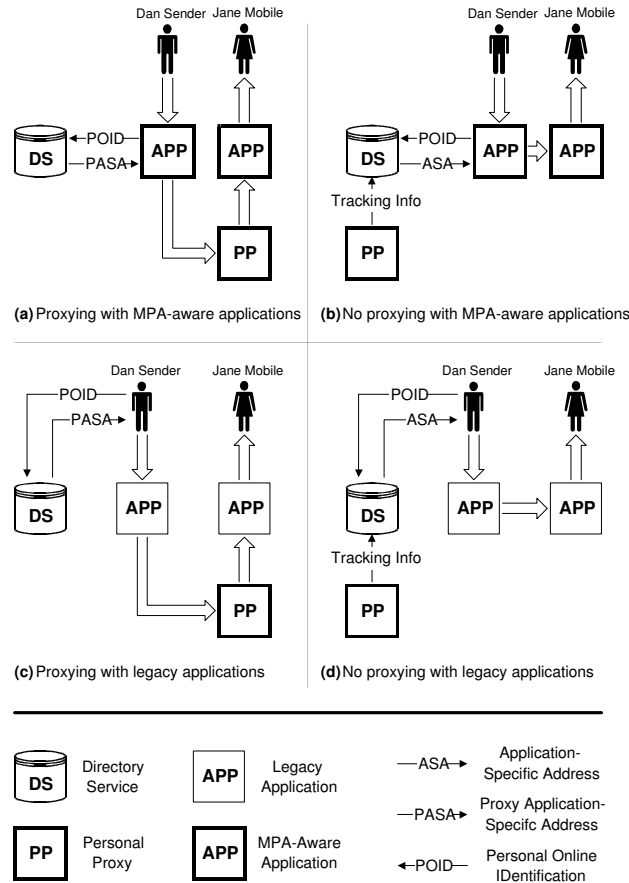 Dan Sender Jane Mobile
POID
DS
PASA
APP
APP
PP
(a) Proxying with MPA-aware applications
Dan Sender Jane Mobile
POID
DS
ASA
APP
APP
Tracking Info
PP
(b) No proxying with MPA-aware applications
Dan Sender Jane Mobile
POID
PASA
DS
APP
APP
PP
(c) Proxying with legacy applications
Dan Sender Jane Mobile
POID
ASA
DS
APP
APP
Tracking Info
PP
(d) No proxying with legacy applications
DS
Directory
Service
APP
Legacy
Application
ASA
Application-
Specific Address
PASA
Proxy Application-
Specifc Address
PP
Personal
Proxy
APP
MPA-Aware
Application
POID
Personal Online
IDentification